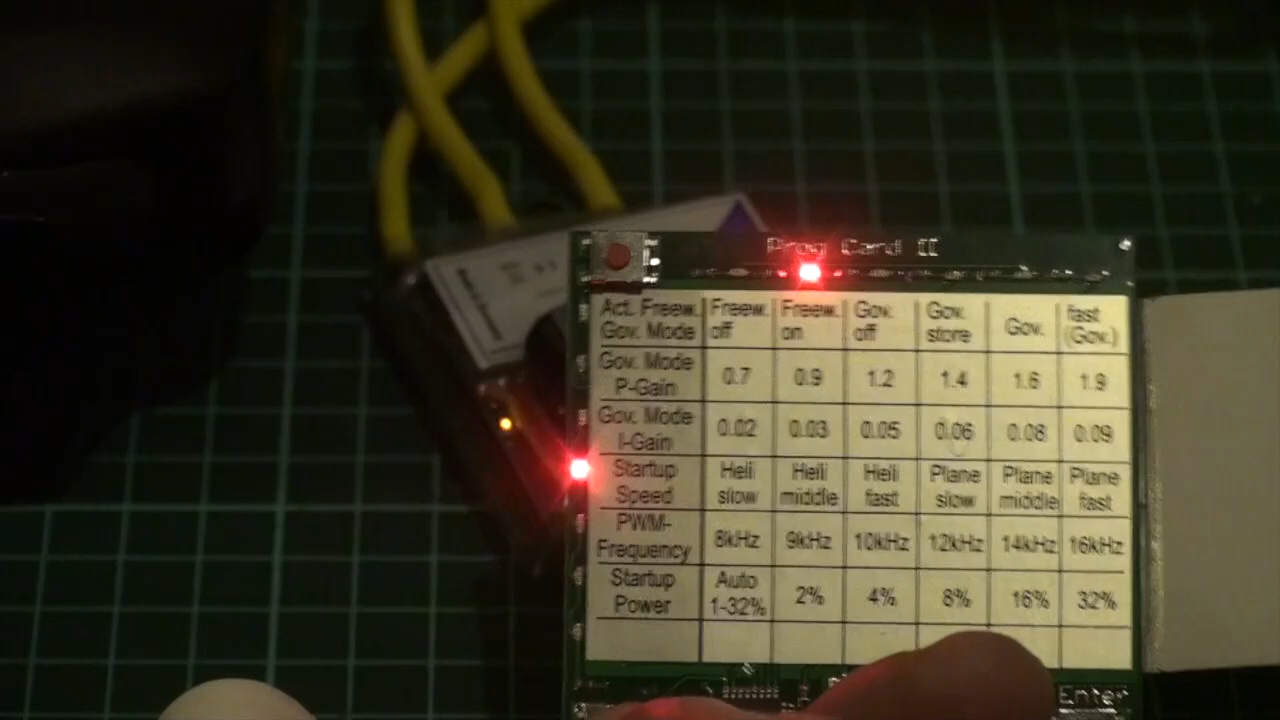 Prog Card II
Act. Freew. Freew. Freew. Gov. Gov. Gov. fast
Gov. Mode off on off store (Gov.)
Gov. Mode 0.7 0.9 1.2 1.4 1.6 1.9
P-Gain
Gov. Mode 0.02 0.03 0.05 0.06 0.08 0.09
I-Gain
Startup Heli Heli Heli Plane Plane Plane
Speed slow middle fast slow middle fast
PWM- 8kHz 9kHz 10kHz 12kHz 14kHz 16kHz
Frequency
Startup Auto 2% 4% 8% 16% 32%
Power 1-32%
Enter